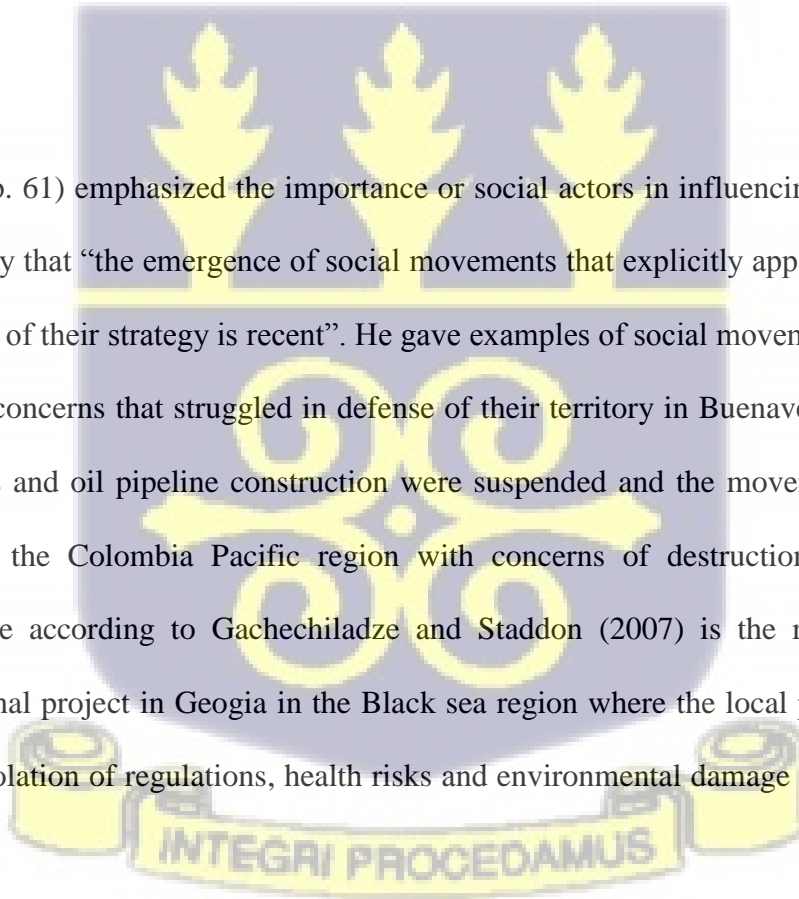 p. 61) emphasized the importance or social actors in influencin
y that “the emergence of social movements that explicitly app
of their strategy is recent”. He gave examples of social movem
concerns that struggled in defense of their territory in Buenave
and oil pipeline construction were suspended and the movem
the Colombia Pacific region with concerns of destruction
e according to Gachechiladze and Staddon (2007) is the r
nal project in Geogia in the Black sea region where the local p
olation of regulations, health risks and environmental damage
INTEGRI PROCEDAMUS